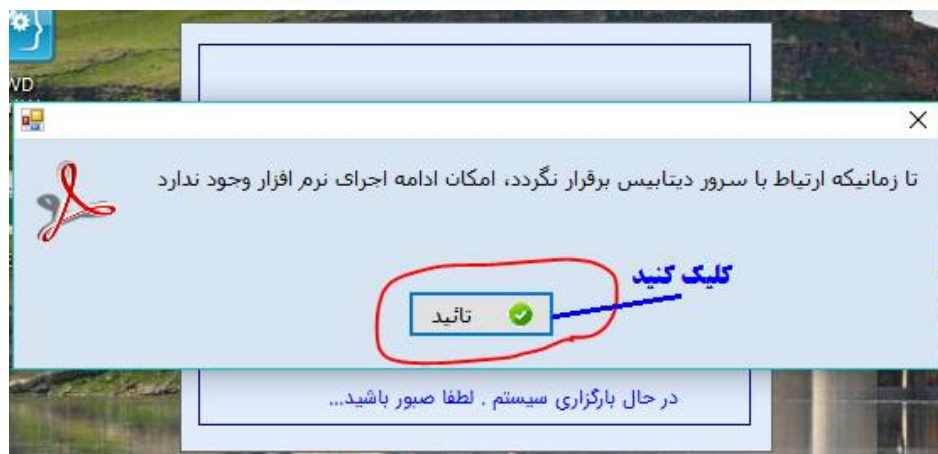 WD
تا زمانیکه ارتباط با سرور دیتابیس برقرار نگردد، امکان ادامه اجرای نرم افزار وجود ندارد
کلیک کنید
تائید
در حال بارگزاری سیستم . لطفا صبور باشید...